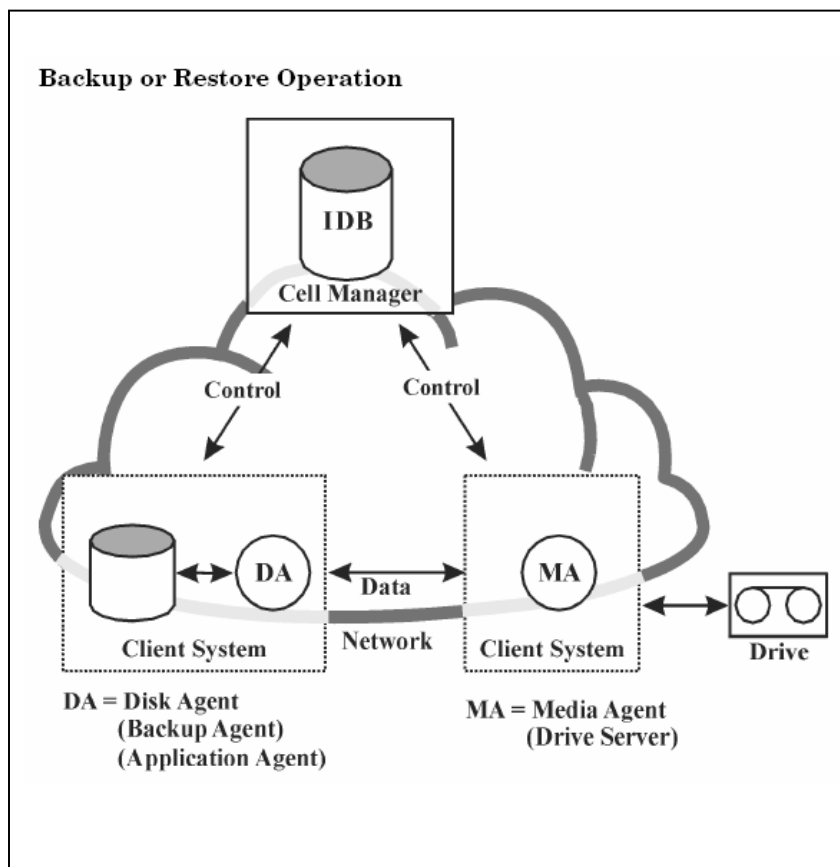 Backup or Restore Operation
IDB
Cell Manager
Control
Control
DA
Data
MA
Client System
Network
Client System
Drive
DA = Disk Agent
(Backup Agent)
(Application Agent)
MA = Media Agent
(Drive Server)